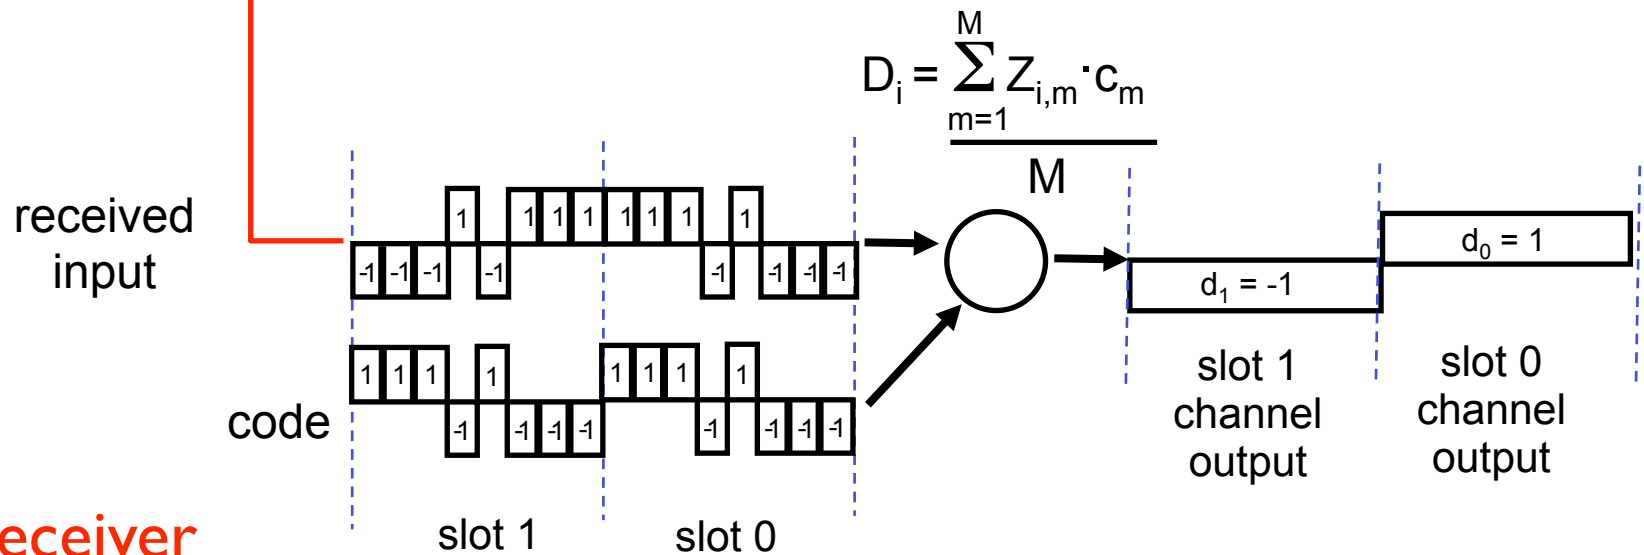 M
D_i = Σ Z_i,m · c_m
m=1
M
received
input
1 1 1 1 1 1 1 1
-1 -1 -1 -1 -1 -1 -1 -1
d_0 = 1
d_1 = -1
1 1 1 1 1 1 1 1
-1 -1 -1 -1 -1 -1 -1 -1
code
slot 1
channel
output
slot 0
channel
output
eceiver
slot 1
slot 0